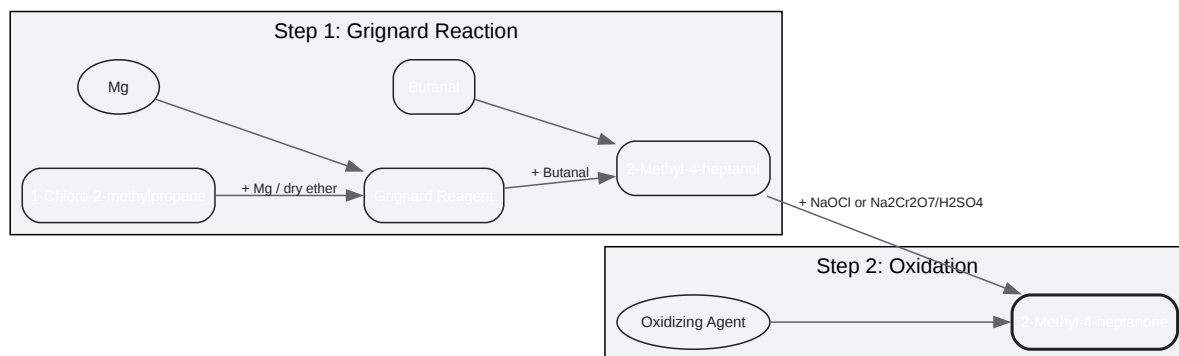 Step 1: Grignard Reaction
Mg
Butanal
1-Chloro-2-methylpropane
+ Mg / dry ether
Grignard Reagent
+ Butanal
2-Methyl-4-heptanol
+ NaOCl or Na2Cr2O7/H2SO4
Step 2: Oxidation
Oxidizing Agent
2-Methyl-4-heptanone